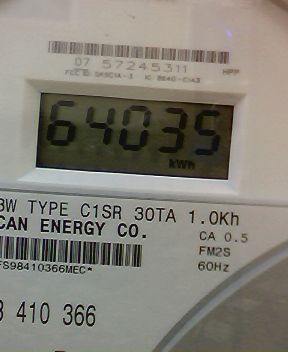 07 57245311
HPP
64035
kWh
3W TYPE C1SR 30TA 1.0Kh
CAN ENERGY CO.
CA 0.5
FM2S
60Hz
FS98410366MEC*
3 410 366